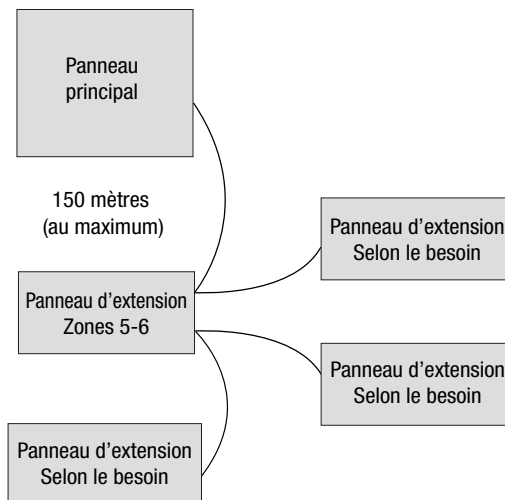 Panneau
principal
150 mètres
(au maximum)
Panneau d’extension
Selon le besoin
Panneau d’extension
Zones 5-6
Panneau d’extension
Selon le besoin
Panneau d’extension
Selon le besoin